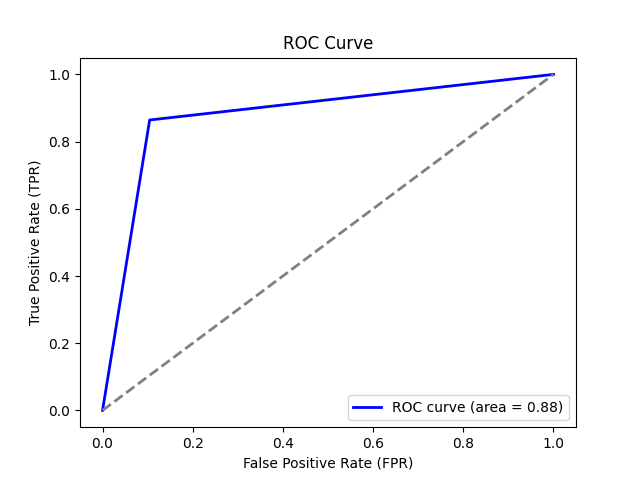 ROC Curve
True Positive Rate (TPR)
1.0
0.8
0.6
0.4
0.2
0.0
ROC curve (area = 0.88)
0.0 0.2 0.4 0.6 0.8 1.0
False Positive Rate (FPR)